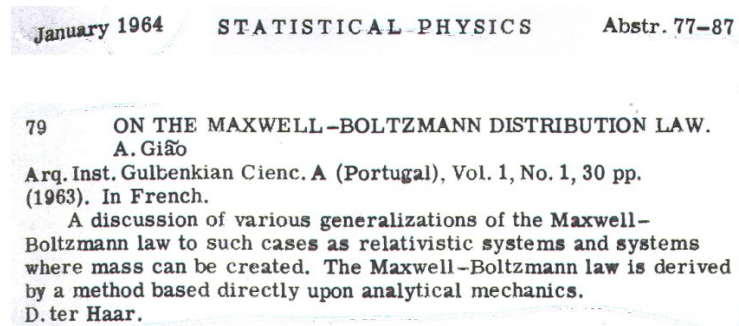 January 1964 STATISTICAL PHYSICS Abstr. 77–87
79 ON THE MAXWELL–BOLTZMANN DISTRIBUTION LAW.
A. Gião
Arq. Inst. Gulbenkian Cienc. A (Portugal), Vol. 1, No. 1, 30 pp.
(1963). In French.
A discussion of various generalizations of the Maxwell–
Boltzmann law to such cases as relativistic systems and systems
where mass can be created. The Maxwell–Boltzmann law is derived
by a method based directly upon analytical mechanics.
D. ter Haar.